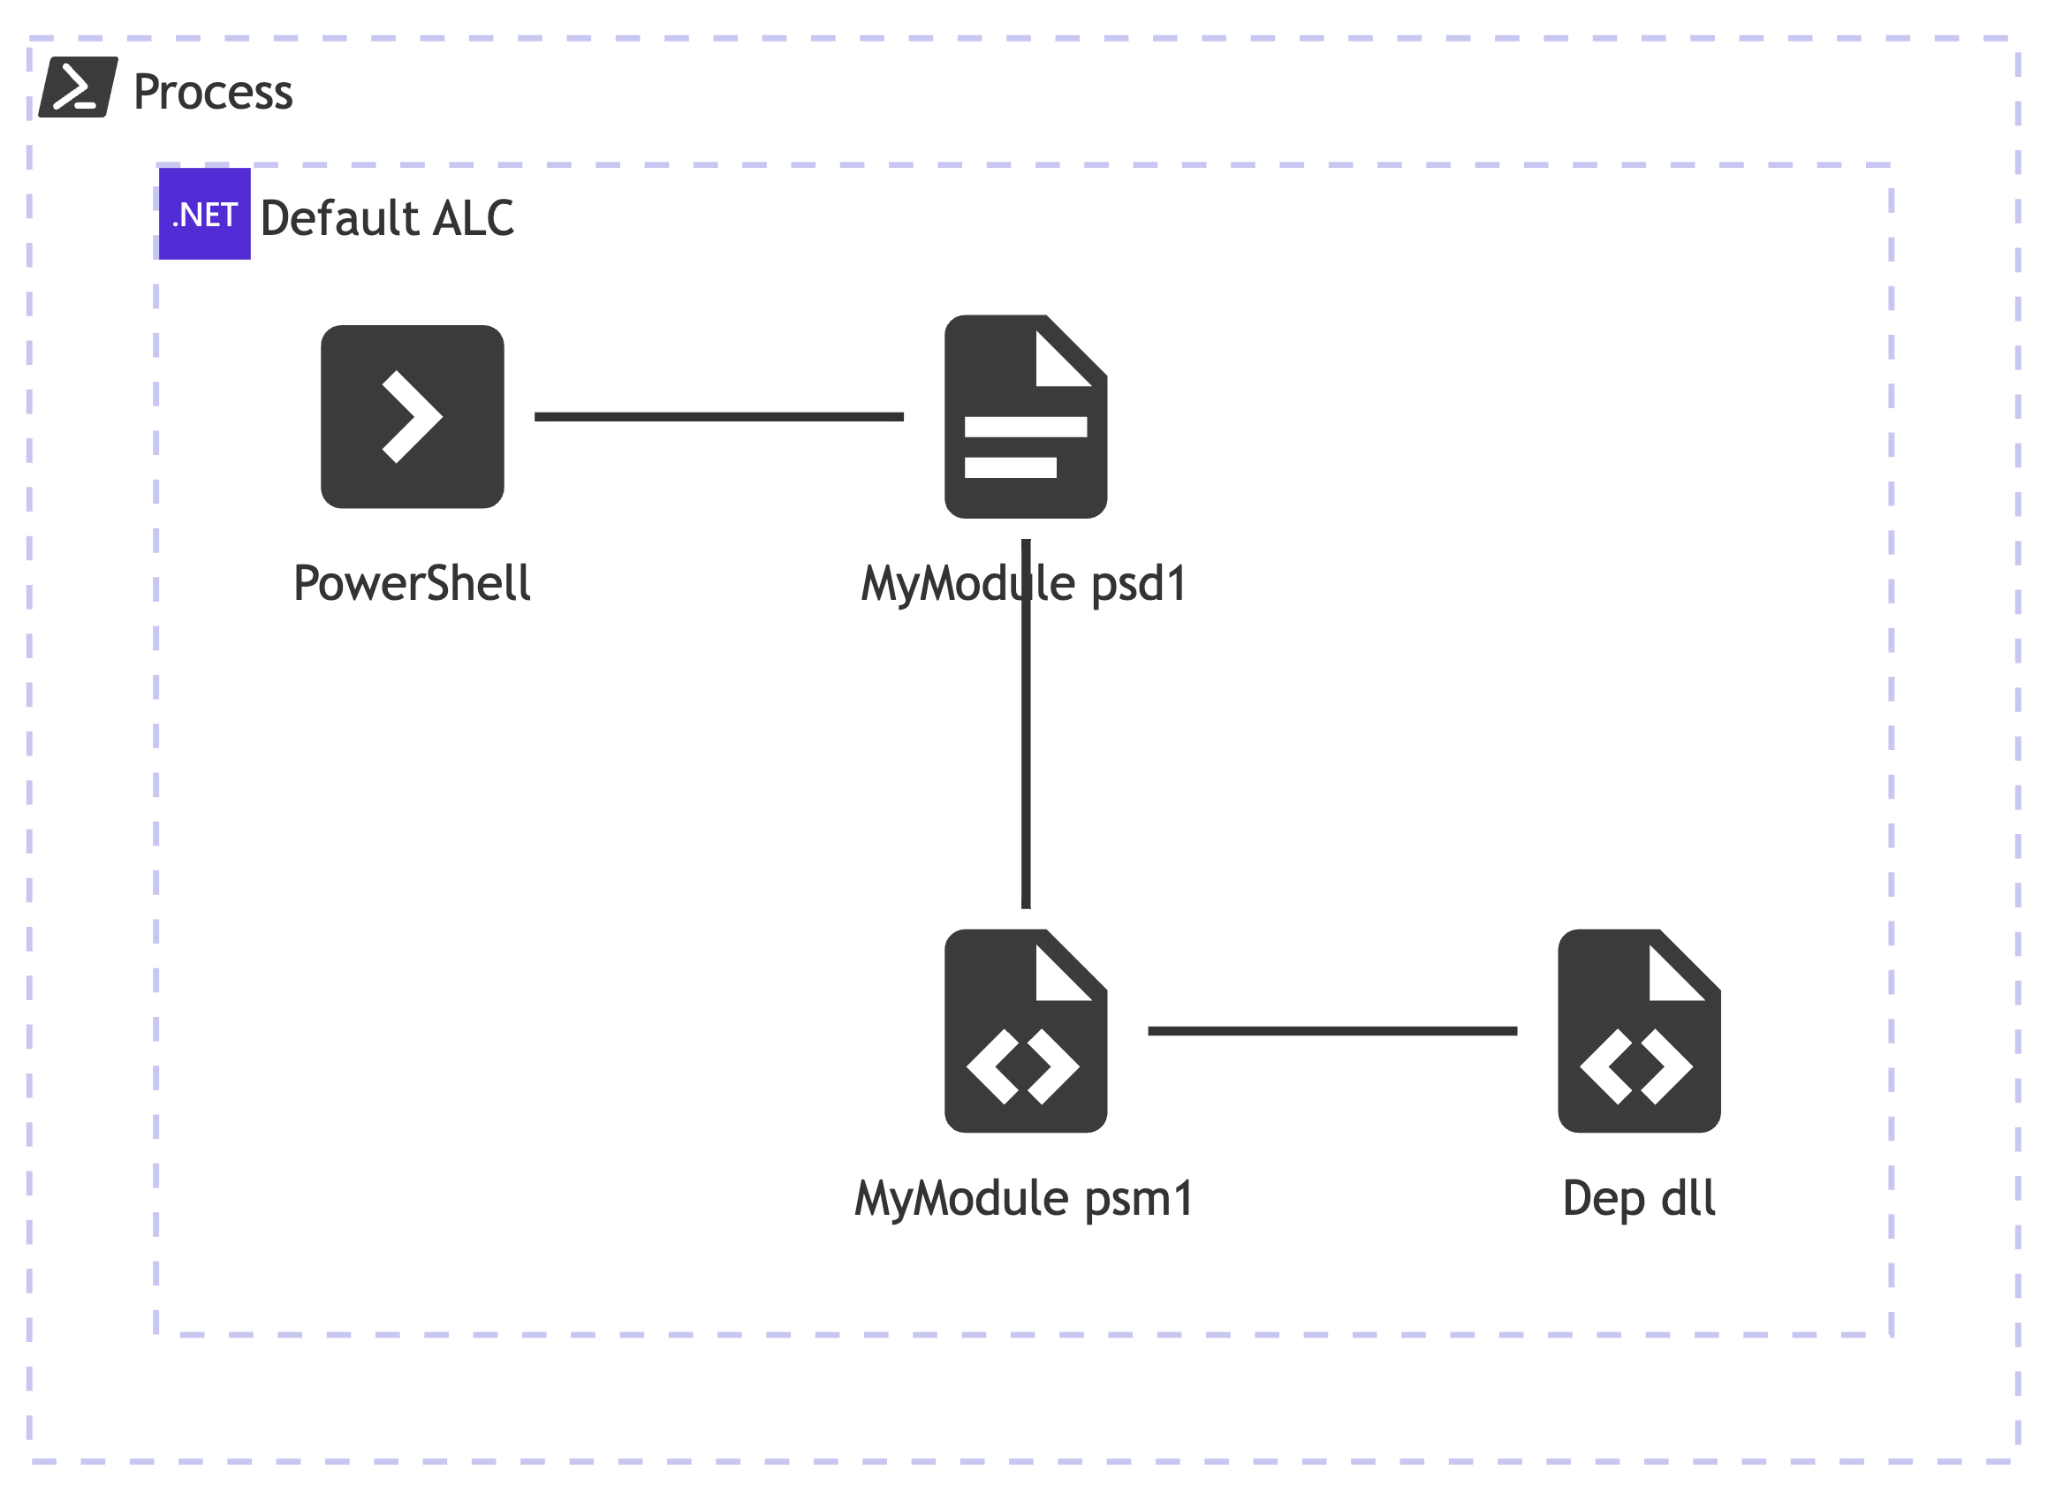 Process
.NET
Default ALC
PowerShell
MyModule psd1
MyModule psm1
Dep dll